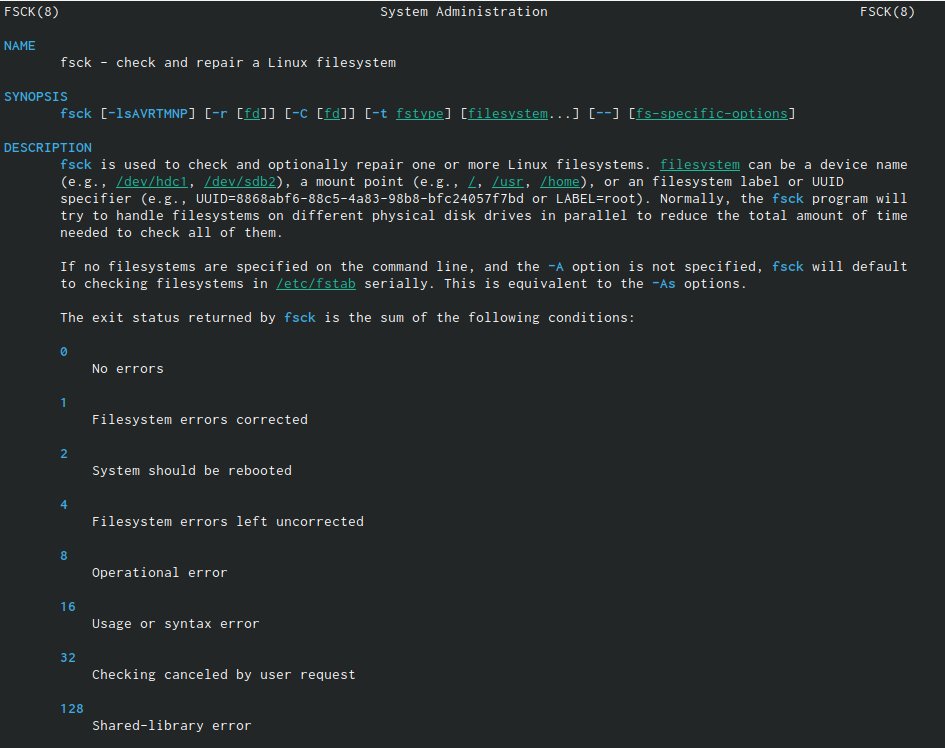 FSCK(8) System Administration FSCK(8)
NAME
fsck - check and repair a Linux filesystem
SYNOPSIS
fsck [-lsAVRTMNP] [-r [fd]] [-C [fd]] [-t fstype] [filesystem...] [--] [fs-specific-options]
DESCRIPTION
fsck is used to check and optionally repair one or more Linux filesystems. filesystem can be a device name
(e.g., /dev/hdc1, /dev/sdb2), a mount point (e.g., /, /usr, /home), or an filesystem label or UUID
specifier (e.g., UUID=8868abf6-88c5-4a83-98b8-bfc24057f7bd or LABEL=root). Normally, the fsck program will
try to handle filesystems on different physical disk drives in parallel to reduce the total amount of time
needed to check all of them.
If no filesystems are specified on the command line, and the -A option is not specified, fsck will default
to checking filesystems in /etc/fstab serially. This is equivalent to the -As options.
The exit status returned by fsck is the sum of the following conditions:
0
No errors
1
Filesystem errors corrected
2
System should be rebooted
4
Filesystem errors left uncorrected
8
Operational error
16
Usage or syntax error
32
Checking canceled by user request
128
Shared-library error